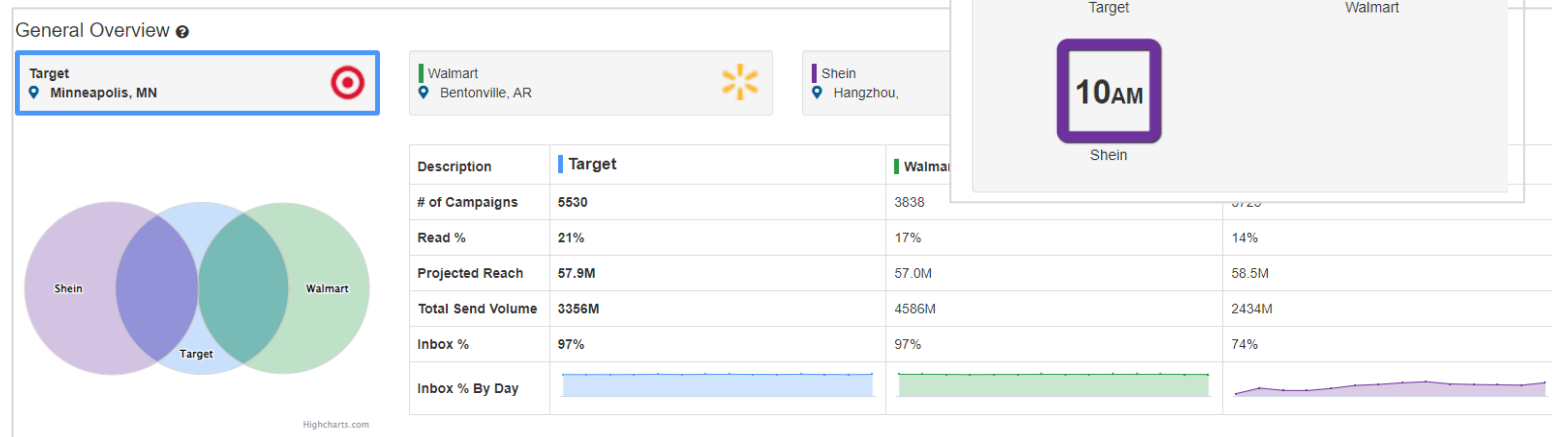 General Overview ?
Target
Minneapolis, MN
Walmart
Bentonville, AR
Shein
Hangzhou,
Target
Walmart
10AM
Shein
Description
Target
# of Campaigns
5530
3838
Read %
21%
17%
14%
Projected Reach
57.9M
57.0M
58.5M
Total Send Volume
3356M
4586M
2434M
Inbox %
97%
97%
74%
Inbox % By Day
Shein
Target
Walmart
Highcharts.com